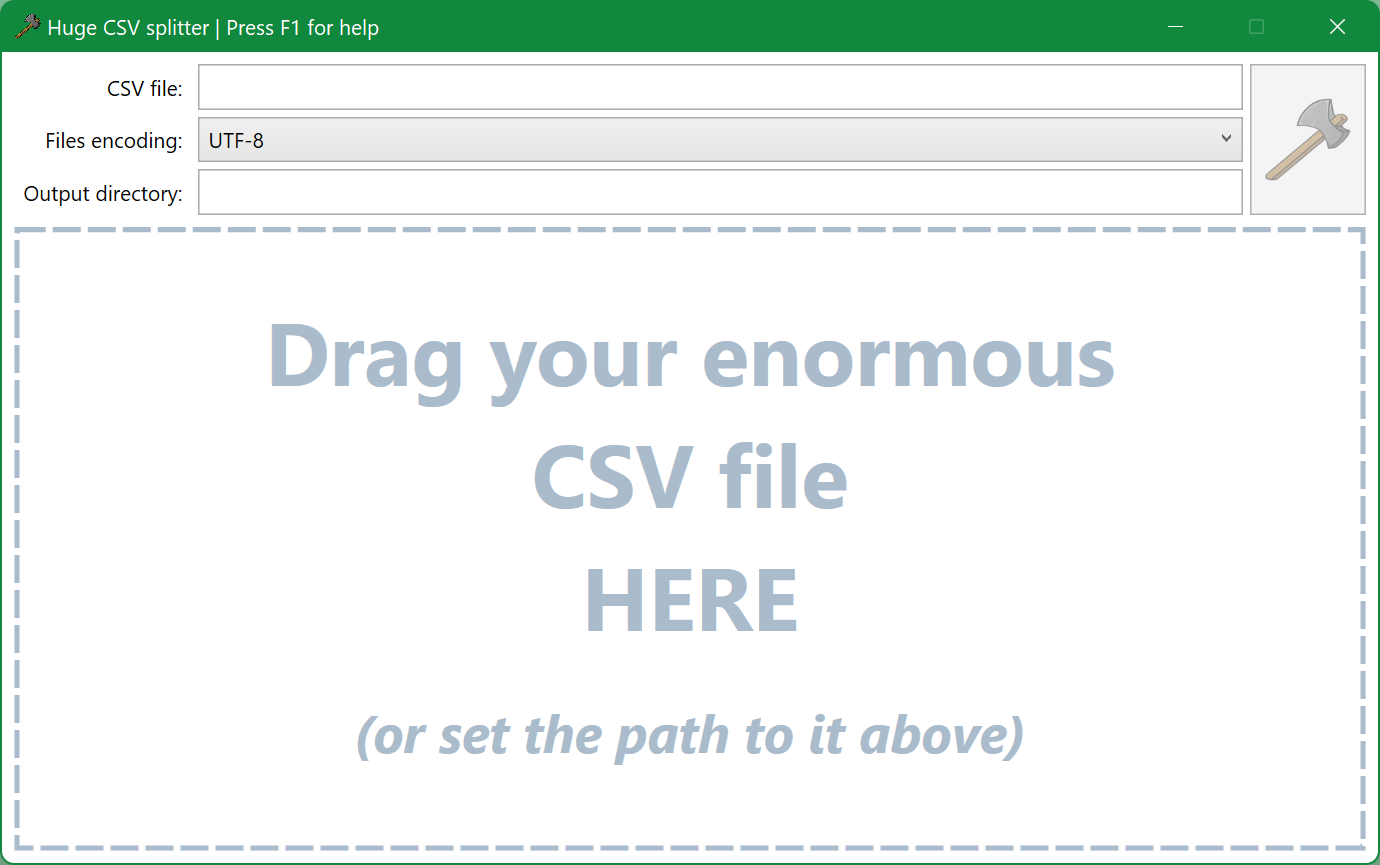 Huge CSV splitter | Press F1 for help
CSV file:
Files encoding: UTF-8
Output directory:
Drag your enormous
CSV file
HERE
(or set the path to it above)